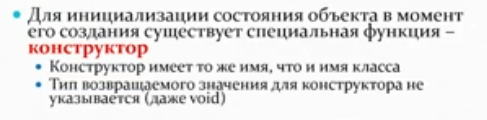 Для инициализации состояния объекта в момент
его создания существует специальная функция –
конструктор
Конструктор имеет то же имя, что и имя класса
Тип возвращаемого значения для конструктора не
указывается (даже void)